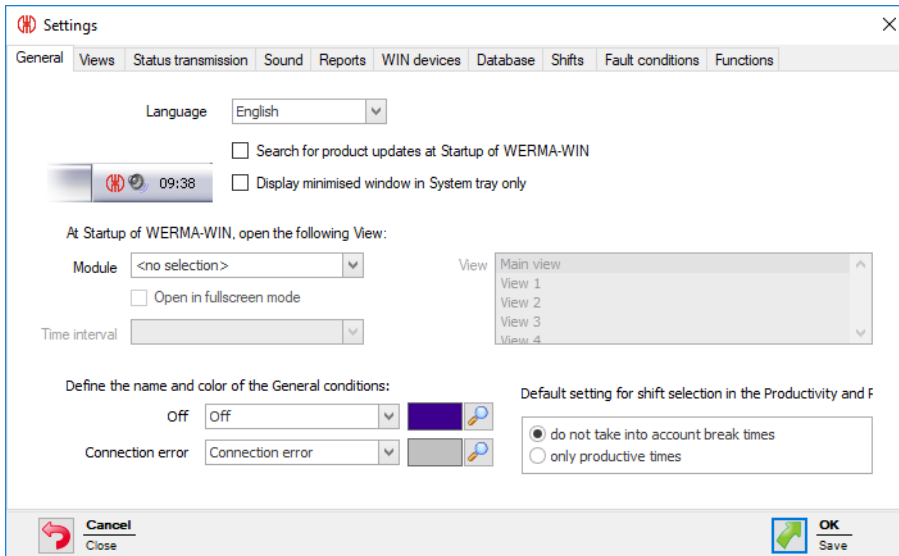 Settings
General Views Status transmission Sound Reports WIN devices Database Shifts Fault conditions Functions
Language English
Search for product updates at Startup of WERMA-WIN
09:38 Display minimised window in System tray only
At Startup of WERMA-WIN, open the following View:
Module <no selection> View Main view
Open in fullscreen mode View 1
View 2
Time interval View 3
View 4
Define the name and color of the General conditions: Default setting for shift selection in the Productivity and
Off Off
do not take into account break times
Connection error Connection error only productive times
Cancel OK
Close Save